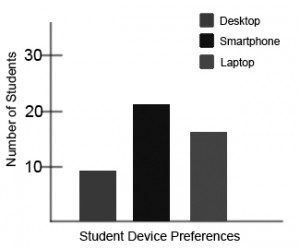 Desktop
Smartphone
Laptop
Number of Students
30
20
10
Student Device Preferences